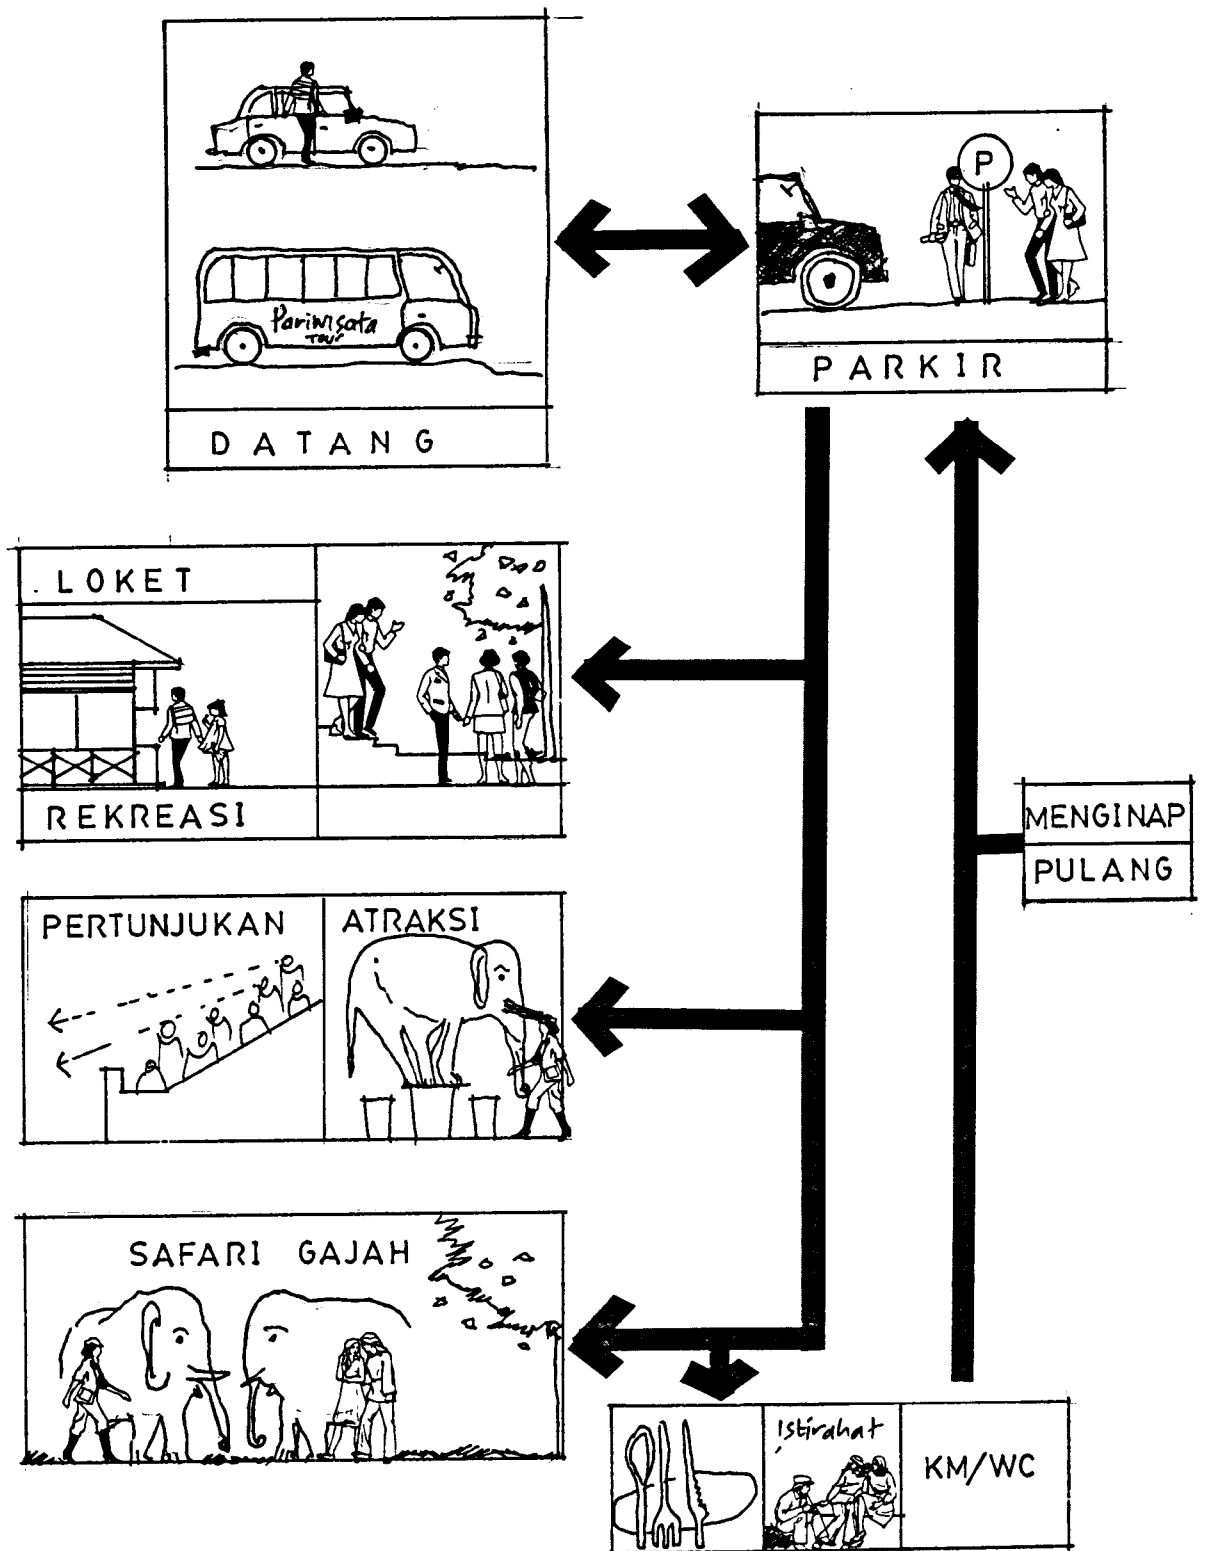 P
Pariwisata
Tour
PARKIR
DATANG
LOKET
REKREASI
MENGINAP
PULANG
PERTUNJUKAN
ATRAKSI
SAFARI GAJAH
Istirahat
KM/WC